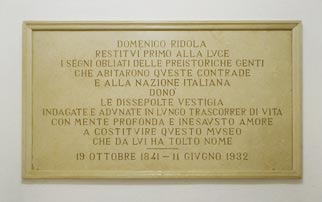 DOMENICO RIDOLA
RESTITVÌ PRIMO ALLA LVCE
I SEGNI OBLIATI DELLE PREISTORICHE GENTI
CHE ABITARONO QVESTE CONTRADE
E ALLA NAZIONE ITALIANA
DONÒ
LE DISSEPOLTE VESTIGIA
INDAGATE E ADVNATE IN LVNGO TRASCORRER DI VITA
CON MENTE PROFONDA E INESAVSTO AMORE
A COSTITVIRE QVESTO MVSEO
CHE DA LVI HA TOLTO NOME
19 OTTOBRE 1841 — 11 GIVGNO 1932